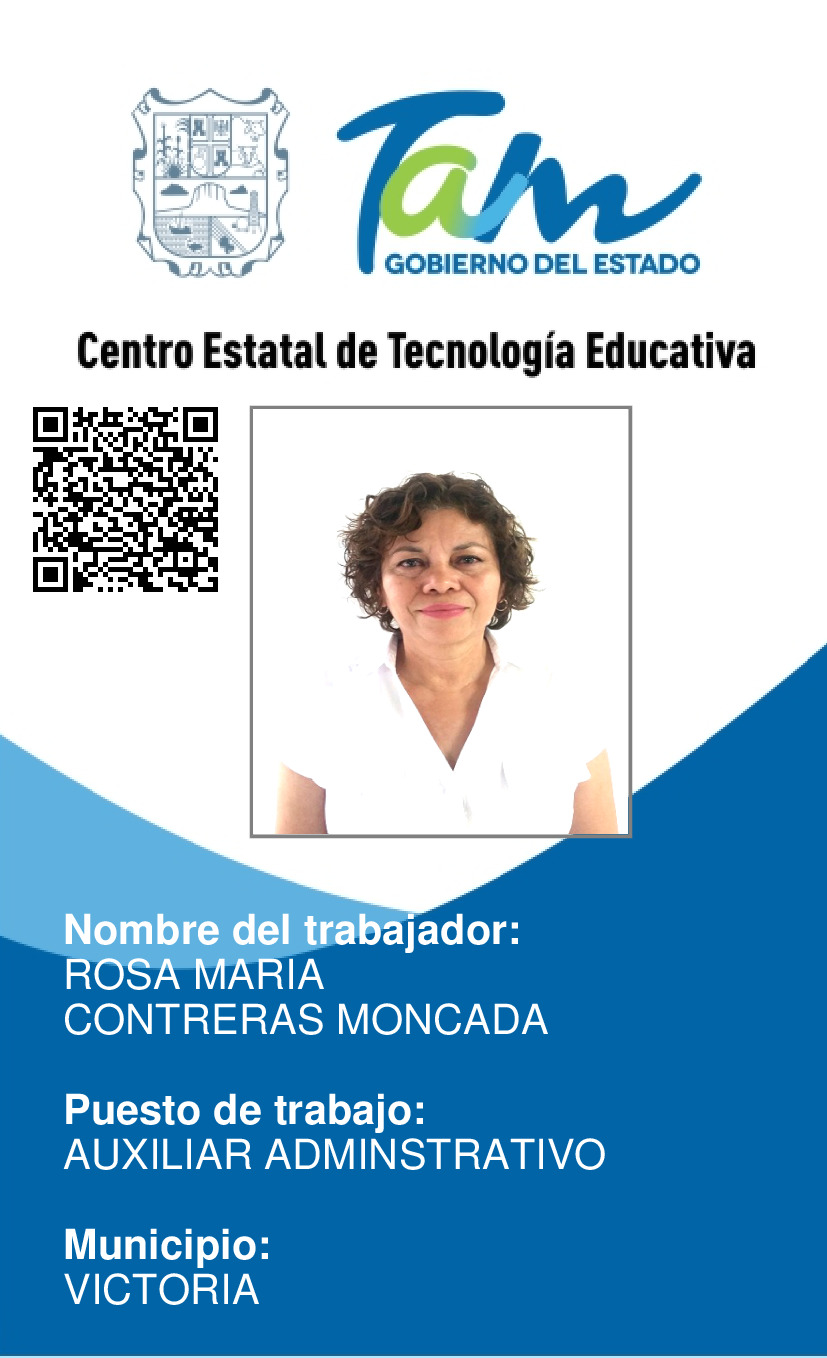 Tam
GOBIERNO DEL ESTADO
Centro Estatal de Tecnología Educativa
Nombre del trabajador:
ROSA MARIA
CONTRERAS MONCADA
Puesto de trabajo:
AUXILIAR ADMINSTRATIVO
Municipio:
VICTORIA